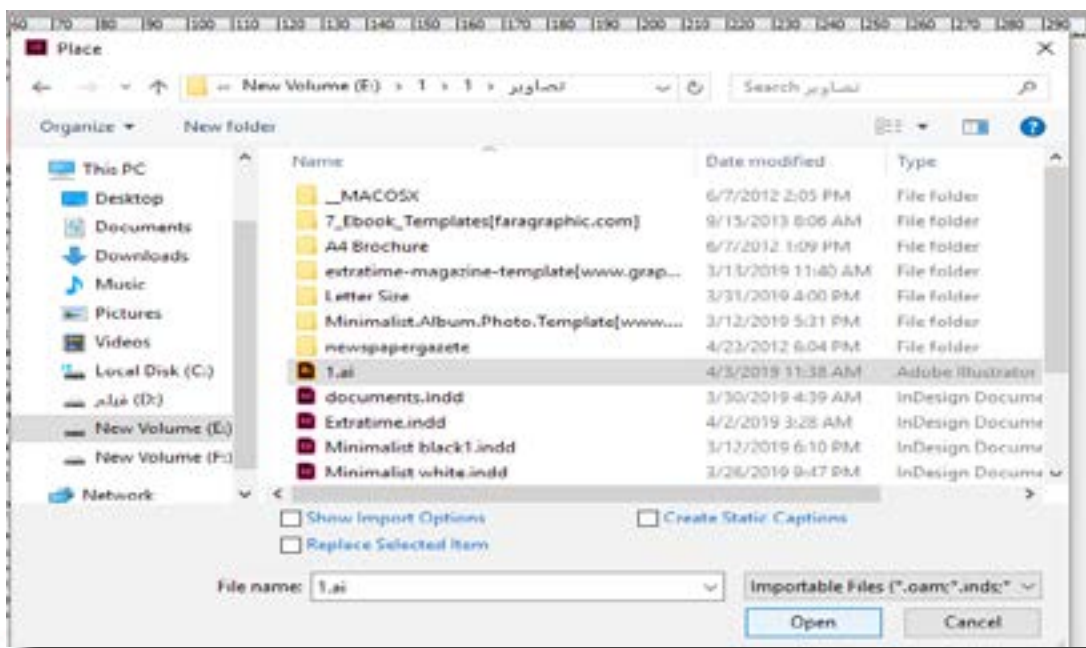 60 70 80 90 100 110 120 130 140 150 160 170 180 190 200 210 220 230 240 250 260 270 280 290
Place
New Volume (E:) › 1 › 1 › تصاویر
Search تصاویر
Organize
New folder
Name Date modified Type
__MACOSX 6/7/2012 2:05 PM File folder
7_Ebook_Templates[faragraphic.com] 9/15/2013 8:06 AM File folder
A4 Brochure 6/7/2012 1:09 PM File folder
extratime-magazine-template[www.grap... 3/13/2019 11:40 AM File folder
Letter Size 3/31/2019 4:00 PM File folder
Minimalist.Album.Photo.Template[www.... 3/12/2019 5:31 PM File folder
newspapergazete 4/23/2012 6:04 PM File folder
1.ai 4/3/2019 11:38 AM Adobe Illustrator
documents.indd 3/30/2019 4:39 AM InDesign Docume
Extratime.indd 4/2/2019 3:28 AM InDesign Docume
Minimalist black1.indd 3/12/2019 6:10 PM InDesign Docume
Minimalist white.indd 3/26/2019 9:47 PM InDesign Docume
This PC
Desktop
Documents
Downloads
Music
Pictures
Videos
Local Disk (C:)
فیلم (D:)
New Volume (E:)
New Volume (F:)
Network
Show Import Options
Create Static Captions
Replace Selected Item
File name: 1.ai
Importable Files (*.oam;*.inds;*
Open
Cancel